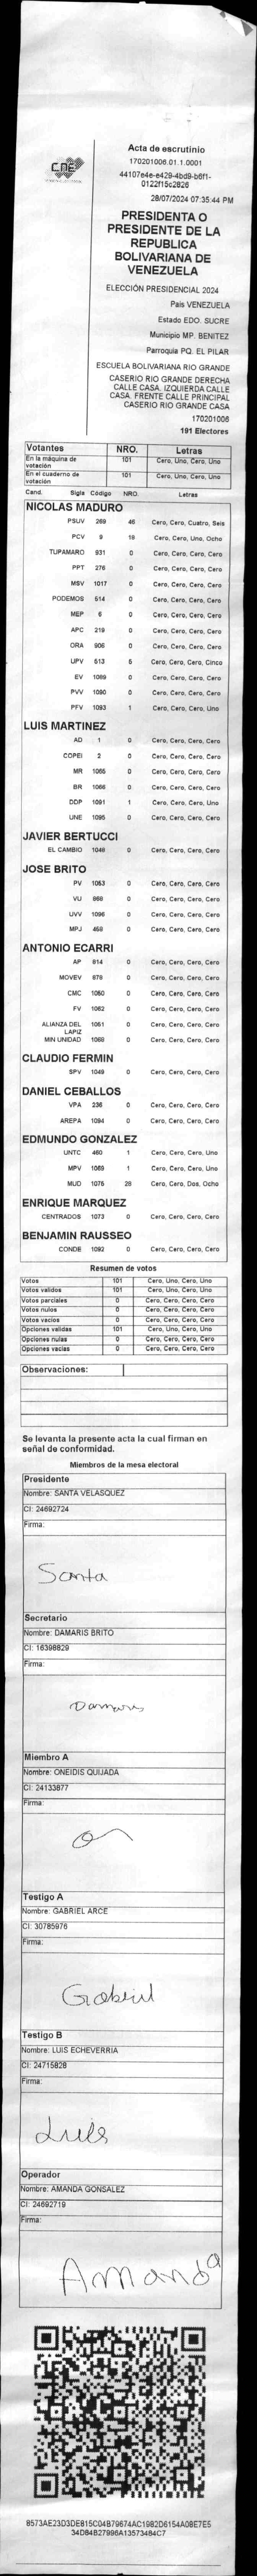 CNE
Acta de escrutinio
170201006.01.1.0001
44107e4e-e429-4bd9-b6f1-
0122f15c2826
28/07/2024 07:35:44 PM
PRESIDENTA O
PRESIDENTE DE LA
REPUBLICA
BOLIVARIANA DE
VENEZUELA
ELECCIÓN PRESIDENCIAL 2024
País VENEZUELA
Estado EDO. SUCRE
Municipio MP. BENITEZ
Parroquia PQ. EL PILAR
ESCUELA BOLIVARIANA RIO GRANDE
CASERIO RIO GRANDE DERECHA
CALLE CASA. IZQUIERDA CALLE
CASA. FRENTE CALLE PRINCIPAL
CASERIO RIO GRANDE CASA
170201006
191 Electores
Votantes NRO. Letras
En la máquina de votación 101 Cero, Uno, Cero, Uno
En el cuaderno de votación 101 Cero, Uno, Cero, Uno
Cand. Sigla Código NRO. Letras
NICOLAS MADURO
PSUV 269 46 Cero, Cero, Cuatro, Seis
PCV 9 18 Cero, Cero, Uno, Ocho
TUPAMARO 931 0 Cero, Cero, Cero, Cero
PPT 276 0 Cero, Cero, Cero, Cero
MSV 1017 0 Cero, Cero, Cero, Cero
PODEMOS 514 0 Cero, Cero, Cero, Cero
MEP 6 0 Cero, Cero, Cero, Cero
APC 219 0 Cero, Cero, Cero, Cero
ORA 906 0 Cero, Cero, Cero, Cero
UPV 513 5 Cero, Cero, Cero, Cinco
EV 1089 0 Cero, Cero, Cero, Cero
PVV 1090 0 Cero, Cero, Cero, Cero
PFV 1093 1 Cero, Cero, Cero, Uno
LUIS MARTINEZ
AD 1 0 Cero, Cero, Cero, Cero
COPEI 2 0 Cero, Cero, Cero, Cero
MR 1065 0 Cero, Cero, Cero, Cero
BR 1066 0 Cero, Cero, Cero, Cero
DDP 1091 1 Cero, Cero, Cero, Uno
UNE 1095 0 Cero, Cero, Cero, Cero
JAVIER BERTUCCI
EL CAMBIO 1048 0 Cero, Cero, Cero, Cero
JOSE BRITO
PV 1053 0 Cero, Cero, Cero, Cero
VU 868 0 Cero, Cero, Cero, Cero
UVV 1096 0 Cero, Cero, Cero, Cero
MPJ 458 0 Cero, Cero, Cero, Cero
ANTONIO ECARRI
AP 814 0 Cero, Cero, Cero, Cero
MOVEV 878 0 Cero, Cero, Cero, Cero
CMC 1050 0 Cero, Cero, Cero, Cero
FV 1062 0 Cero, Cero, Cero, Cero
ALIANZA DEL LAPIZ 1051 0 Cero, Cero, Cero, Cero
MIN UNIDAD 1068 0 Cero, Cero, Cero, Cero
CLAUDIO FERMIN
SPV 1049 0 Cero, Cero, Cero, Cero
DANIEL CEBALLOS
VPA 236 0 Cero, Cero, Cero, Cero
AREPA 1094 0 Cero, Cero, Cero, Cero
EDMUNDO GONZALEZ
UNTC 460 1 Cero, Cero, Cero, Uno
MPV 1069 1 Cero, Cero, Cero, Uno
MUD 1075 28 Cero, Cero, Dos, Ocho
ENRIQUE MARQUEZ
CENTRADOS 1073 0 Cero, Cero, Cero, Cero
BENJAMIN RAUSSEO
CONDE 1092 0 Cero, Cero, Cero, Cero
Resumen de votos
Votos 101 Cero, Uno, Cero, Uno
Votos validos 101 Cero, Uno, Cero, Uno
Votos parciales 0 Cero, Cero, Cero, Cero
Votos nulos 0 Cero, Cero, Cero, Cero
Votos vacios 0 Cero, Cero, Cero, Cero
Opciones validas 101 Cero, Uno, Cero, Uno
Opciones nulas 0 Cero, Cero, Cero, Cero
Opciones vacias 0 Cero, Cero, Cero, Cero
Observaciones:
Se levanta la presente acta la cual firman en
señal de conformidad.
Miembros de la mesa electoral
Presidente
Nombre: SANTA VELASQUEZ
CI: 24692724
Firma:
Santa
Secretario
Nombre: DAMARIS BRITO
CI: 16398829
Firma:
Damaris
Miembro A
Nombre: ONEIDIS QUIJADA
CI: 24133877
Firma:
Testigo A
Nombre: GABRIEL ARCE
CI: 30785976
Firma:
Gabriel
Testigo B
Nombre: LUIS ECHEVERRIA
CI: 24715828
Firma:
Luis
Operador
Nombre: AMANDA GONSALEZ
CI: 24692719
Firma:
Amanda
8573AE23D3DE815C04B79674AC1982D6154A08E7E5
34D84B27996A13573484C7